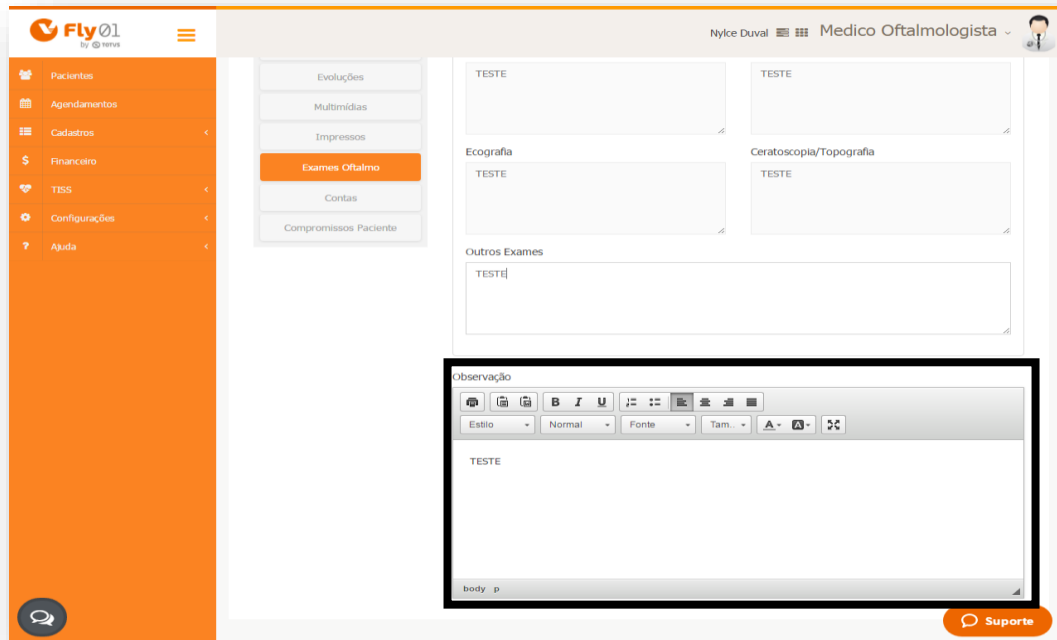 Fly01
by nexus
Nylce Duval
Medico Oftalmologista
Pacientes
Agendamentos
Cadastros
Financeiro
TISS
Configurações
Ajuda
Evoluções
Multimídias
Impressos
Exames Oftalmo
Contas
Compromissos Paciente
TESTE
TESTE
Ecografia
Ceratoscopia/Topografia
TESTE
TESTE
Outros Exames
TESTE
Observação
B I U
Estilo
Normal
Fonte
Tam..
A
A
TESTE
body p
Suporte